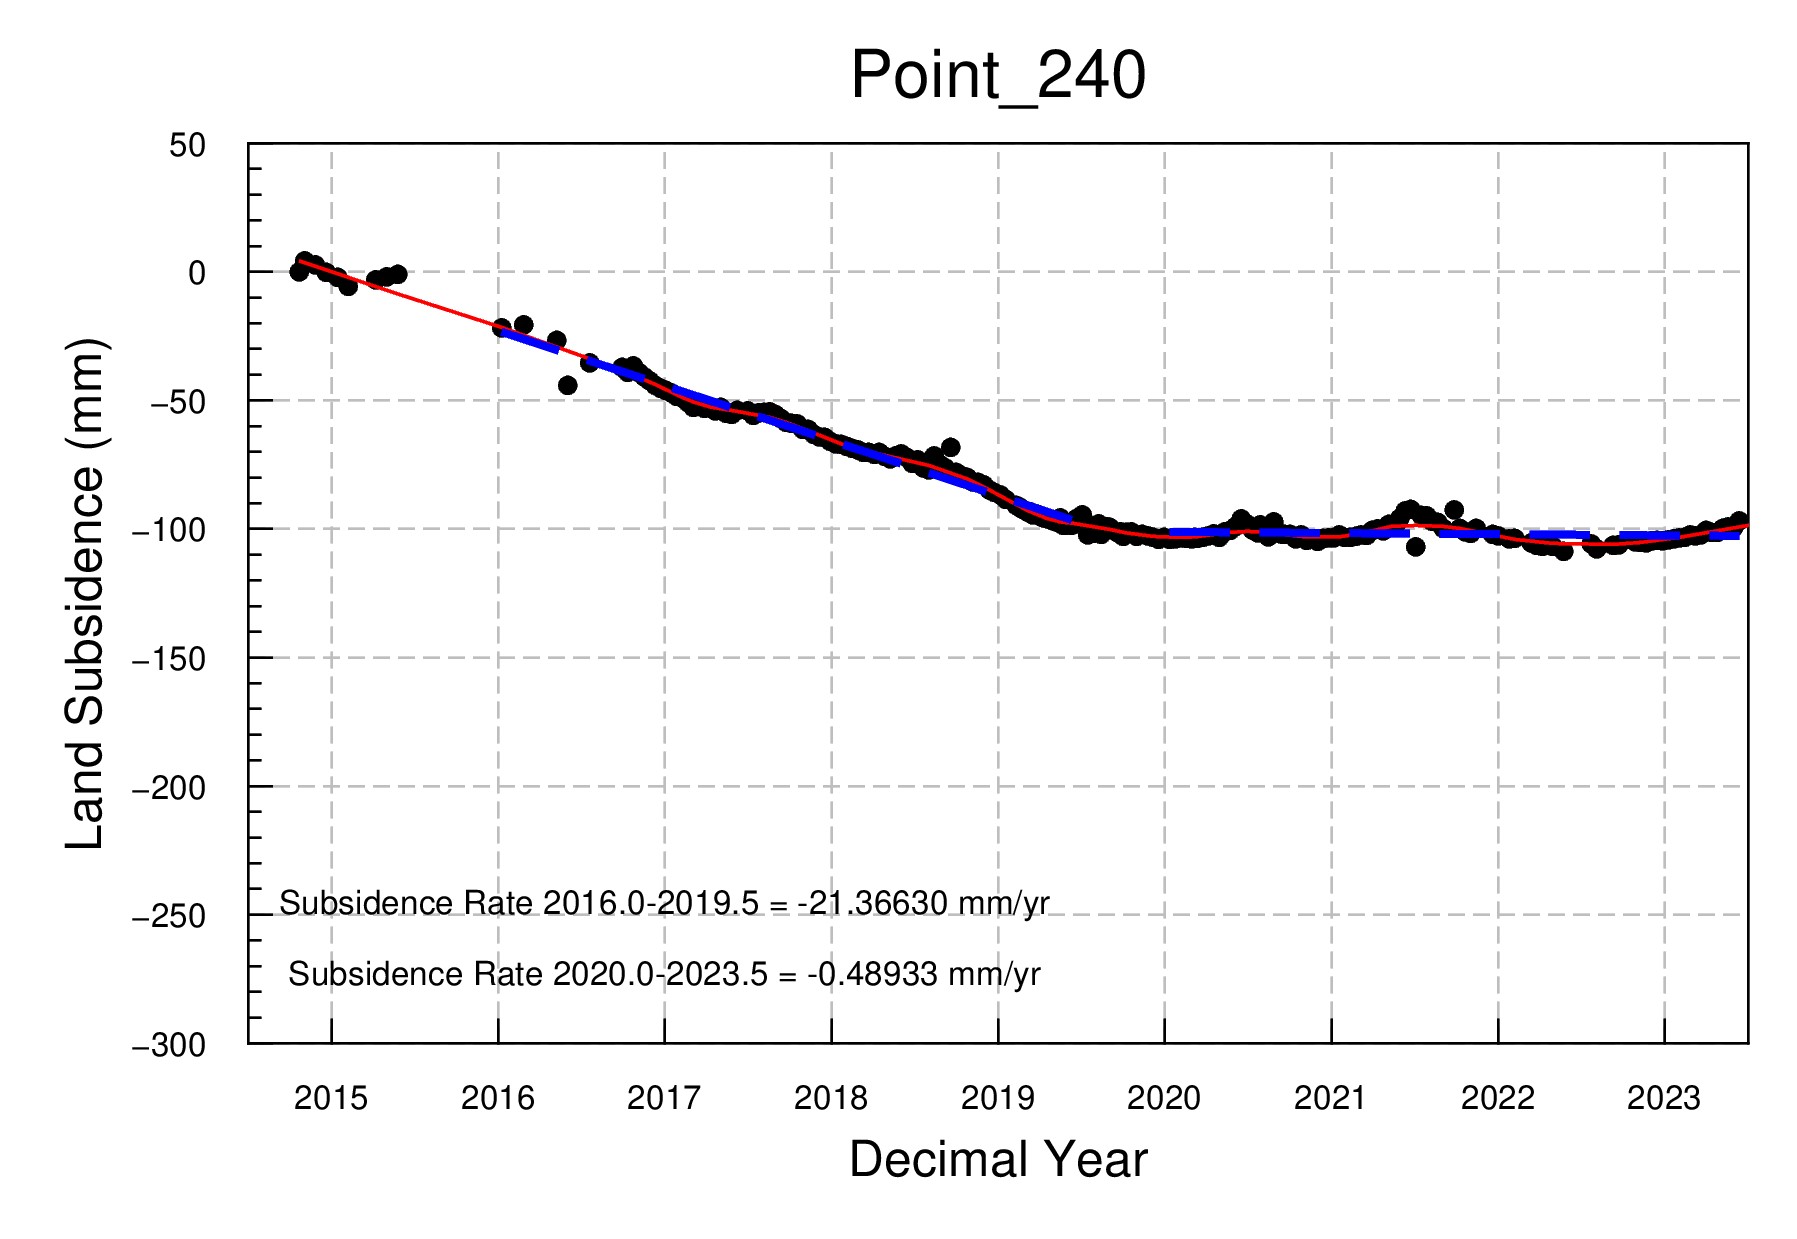 Point_240
50
0
−50
−100
−150
−200
−250
−300
Land Subsidence (mm)
Subsidence Rate 2016.0-2019.5 = -21.36630 mm/yr
Subsidence Rate 2020.0-2023.5 = -0.48933 mm/yr
2015 2016 2017 2018 2019 2020 2021 2022 2023
Decimal Year